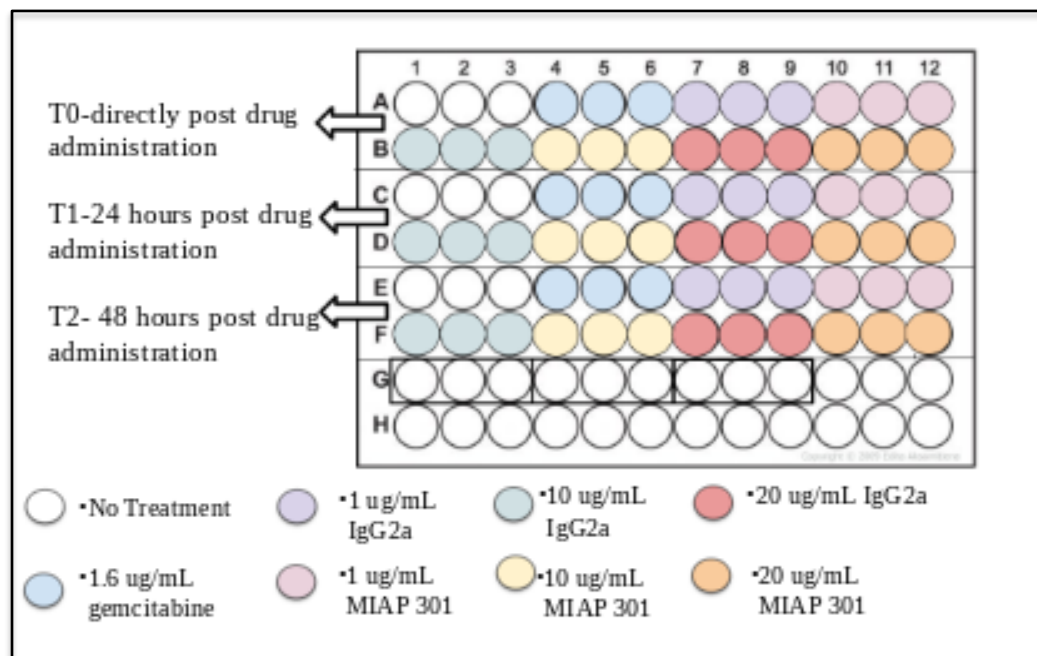 1 2 3 4 5 6 7 8 9 10 11 12
A
T0-directly post drug
administration
B
C
T1-24 hours post drug
administration
D
E
T2- 48 hours post drug
administration
F
G
H
•No Treatment
•1 ug/mL
IgG2a
•10 ug/mL
IgG2a
•20 ug/mL IgG2a
•1.6 ug/mL
gemcitabine
•1 ug/mL
MIAP 301
•10 ug/mL
MIAP 301
•20 ug/mL
MIAP 301